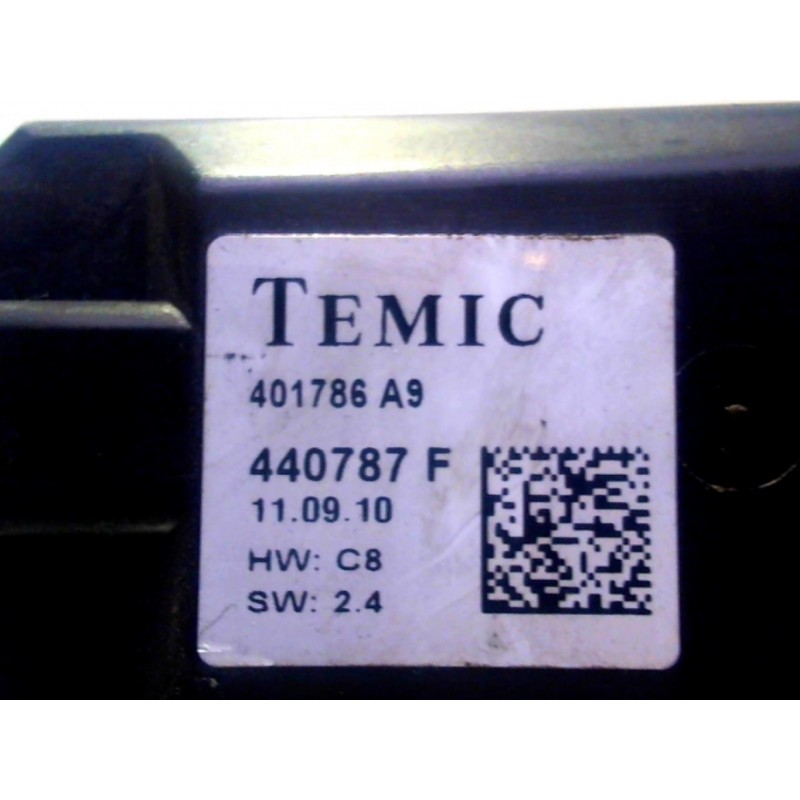 TEMIC
401786 A9
440787 F
11.09.10
HW: C8
SW: 2.4